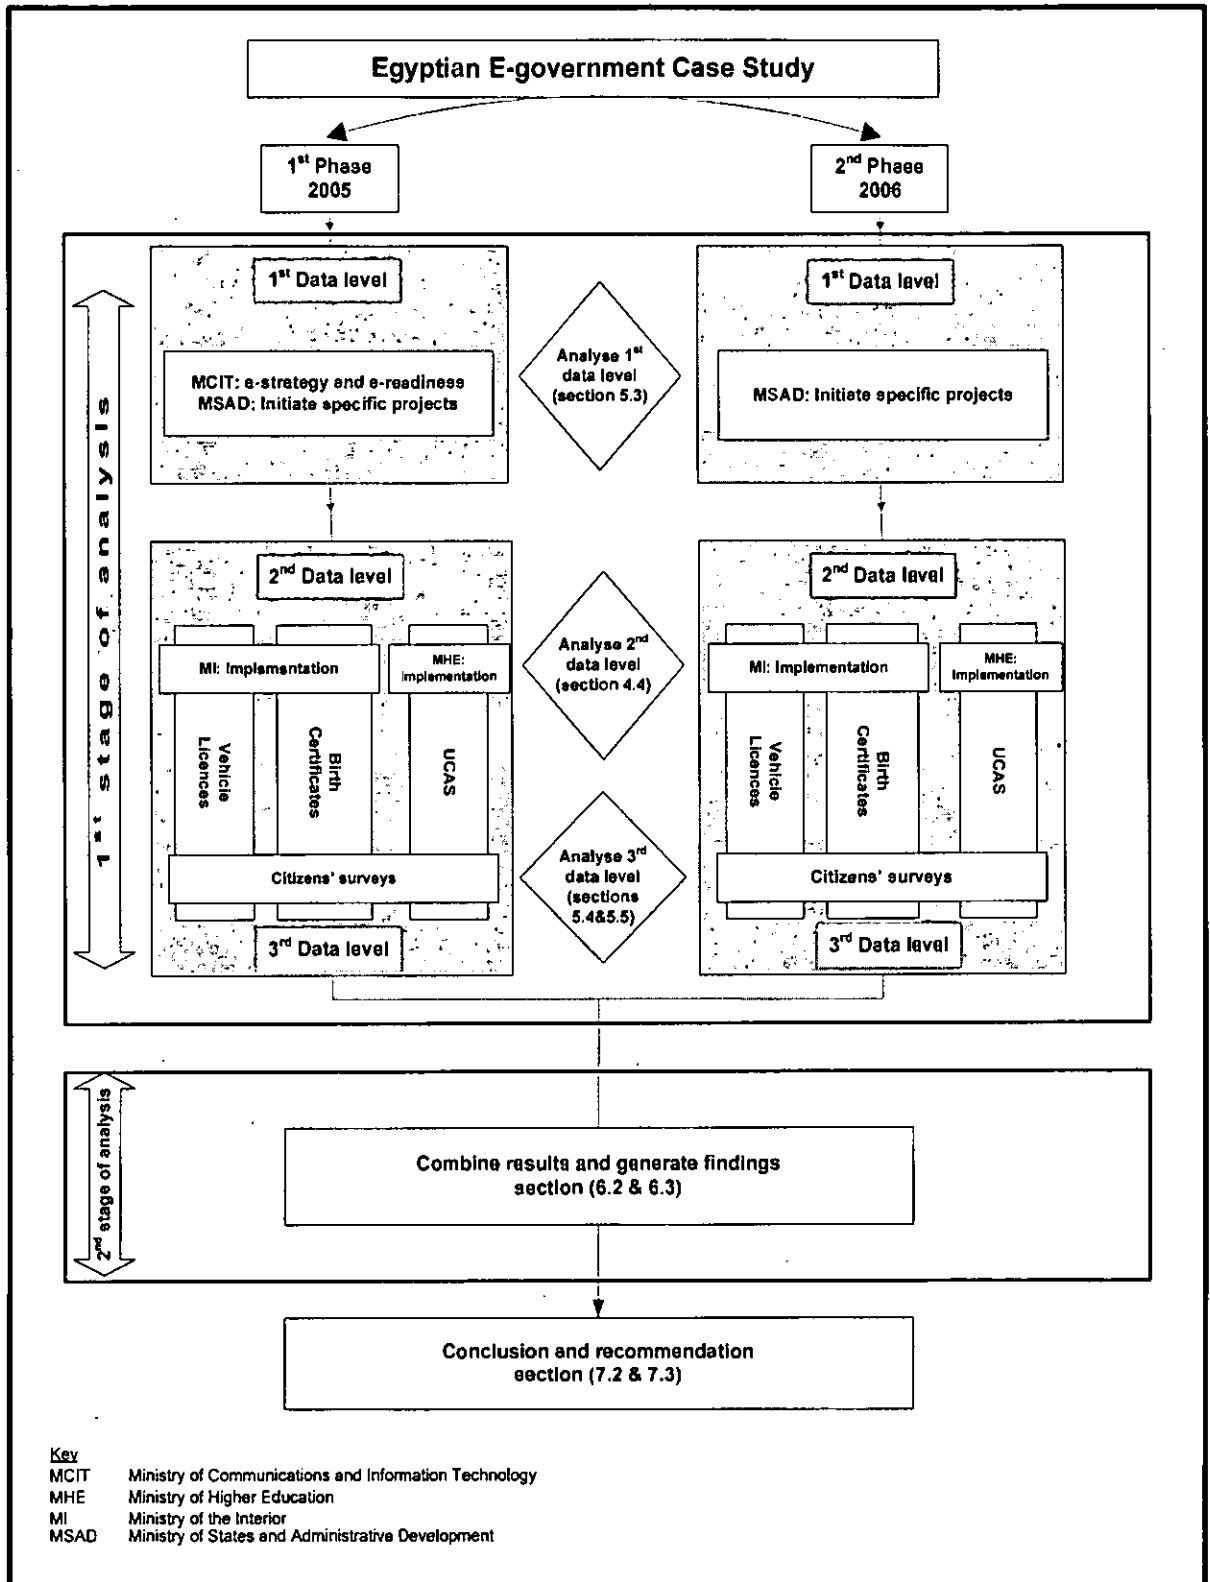 Egyptian E-government Case Study
1st Phase
2005
2nd Phase
2006
1st Data level
1st Data level
Analyse 1st
data level
(section 5.3)
MCIT: e-strategy and e-readiness
MSAD: Initiate specific projects
MSAD: Initiate specific projects
1st stage of analysis
2nd Data level
2nd Data level
Analyse 2nd
data level
(section 4.4)
MI: Implementation
MHE:
Implementation
MI: Implementation
MHE:
Implementation
Vehicle
Licences
Birth
Certificates
UCAS
Vehicle
Licences
Birth
Certificates
UCAS
Analyse 3rd
data level
(sections
5.4&5.5)
Citizens' surveys
Citizens' surveys
3rd Data level
3rd Data level
2nd stage of analysis
Combine results and generate findings
section (6.2 & 6.3)
Conclusion and recommendation
section (7.2 & 7.3)
Key
MCIT Ministry of Communications and Information Technology
MHE Ministry of Higher Education
MI Ministry of the Interior
MSAD Ministry of States and Administrative Development